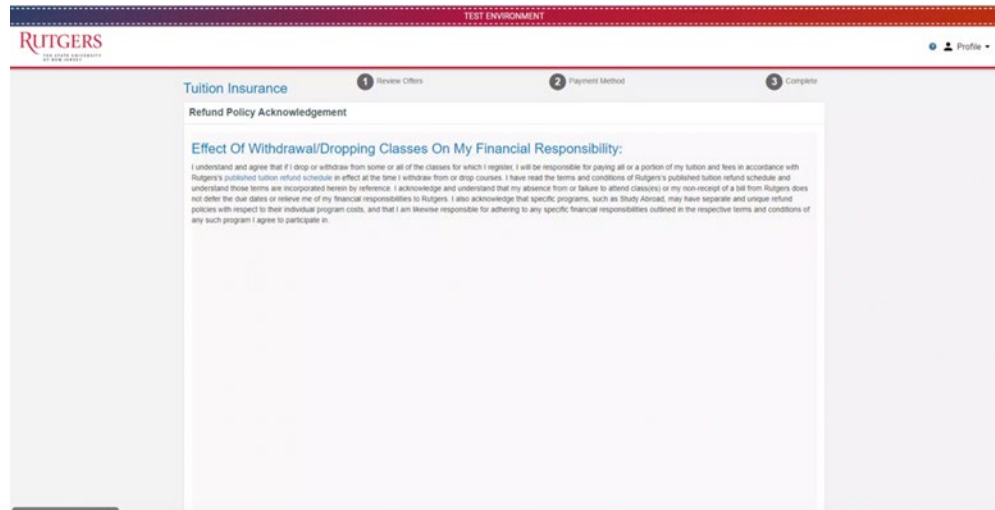 TEST ENVIRONMENT
RUTGERS
THE STATE UNIVERSITY
OF NEW JERSEY
Profile
Tuition Insurance
1 Review Offers
2 Payment Method
3 Complete
Refund Policy Acknowledgement
Effect Of Withdrawal/Dropping Classes On My Financial Responsibility:
I understand and agree that if I drop or withdraw from some or all of the classes for which I register, I will be responsible for paying all or a portion of my tuition and fees in accordance with
Rutgers's published tuition refund schedule in effect at the time I withdraw from or drop courses. I have read the terms and conditions of Rutgers's published tuition refund schedule and
understand those terms are incorporated herein by reference. I acknowledge and understand that my absence from or failure to attend class(es) or my non-receipt of a bill from Rutgers does
not defer the due dates or relieve me of my financial responsibilities to Rutgers. I also acknowledge that specific programs, such as Study Abroad, may have separate and unique refund
policies with respect to their individual program costs, and that I am likewise responsible for adhering to any specific financial responsibilities outlined in the respective terms and conditions of
any such program I agree to participate in.